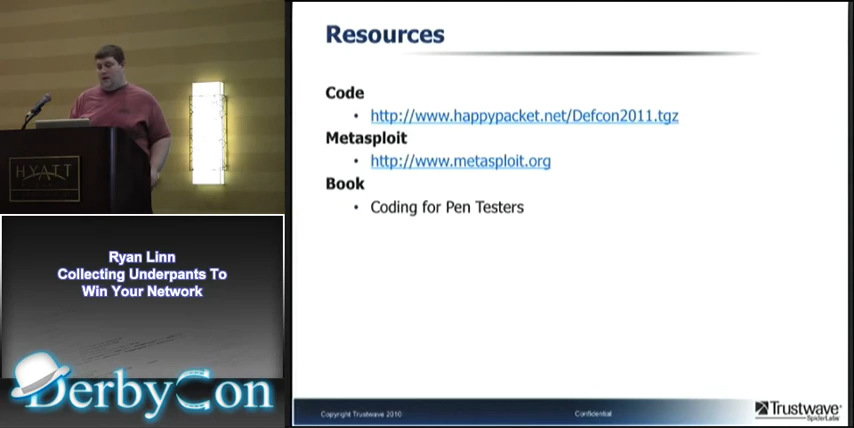 HYATT
Ryan Linn
Collecting Underpants To
Win Your Network
DerbyCon
Resources
Code
• http://www.happypacket.net/Defcon2011.tgz
Metasploit
• http://www.metasploit.org
Book
• Coding for Pen Testers
Copyright Trustwave 2010
Confidential
Trustwave®
SpiderLabs